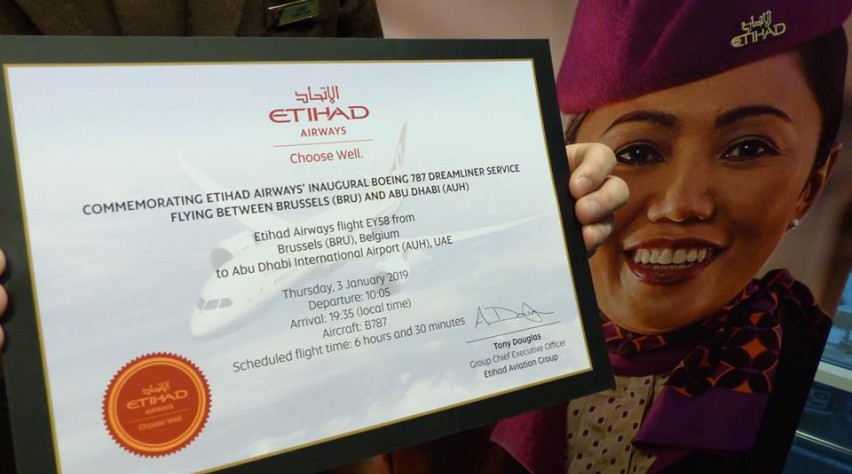 الاتحاد
ETIHAD
AIRWAYS
Choose Well.
COMMEMORATING ETIHAD AIRWAYS' INAUGURAL BOEING 787 DREAMLINER SERVICE
FLYING BETWEEN BRUSSELS (BRU) AND ABU DHABI (AUH)
Etihad Airways flight EY58 from
Brussels (BRU), Belgium
to Abu Dhabi International Airport (AUH), UAE
Thursday, 3 January 2019
Departure: 10:05
Arrival: 19:35 (local time)
Aircraft: B787
Scheduled flight time: 6 hours and 30 minutes
Tony Douglas
Group Chief Executive Officer
Etihad Aviation Group
الاتحاد
ETIHAD
AIRWAYS
Choose Well.
الاتحاد
ETIHAD